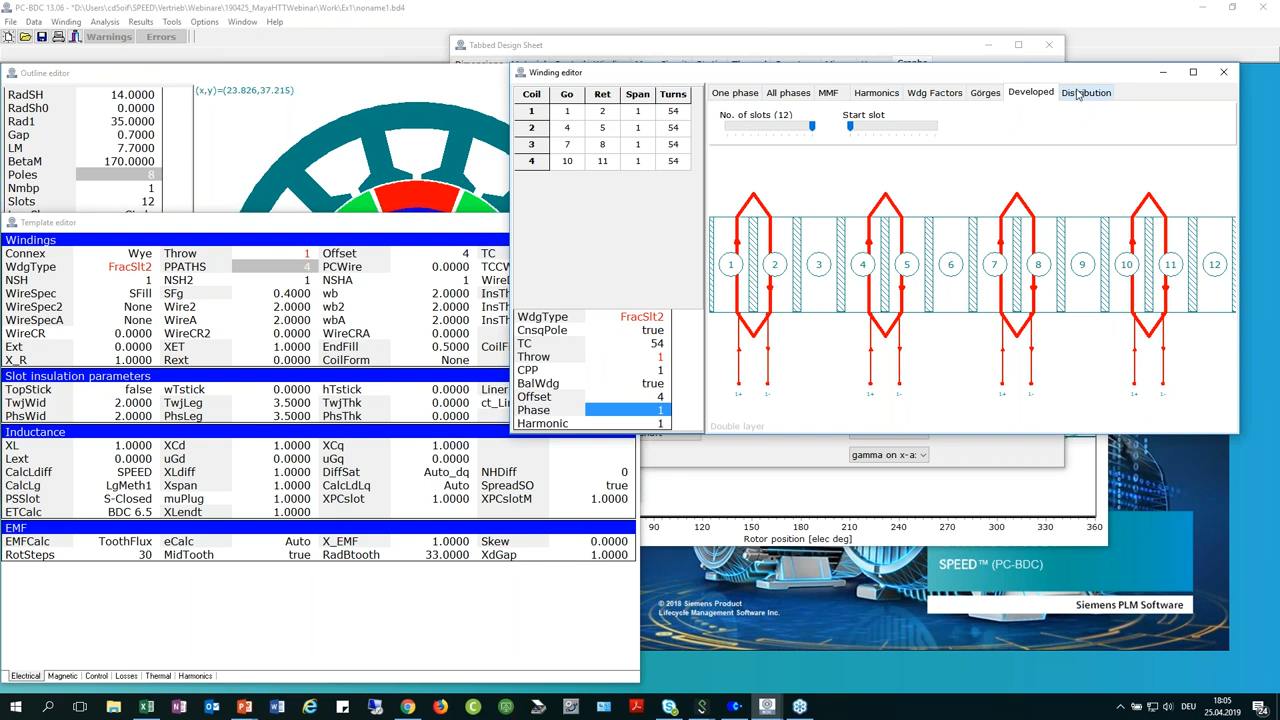 PC-BDC 13.06 - *D:\Users\cd5oif\SPEED\Vertrieb\Webinare\190425_MayaHTTWebinar\Work\Ex1\noname1.bd4
File Data Winding Analysis Results Tools Options Window Help
Warnings Errors
Tabbed Design Sheet
Outline editor
RadSH 14.0000
RadSh0 0.0000
Rad1 35.0000
Gap 0.7000
LM 7.7000
BetaM 170.0000
Poles 8
Nmbp 1
Slots 12
(x,y)=(23.826,37.215)
Winding editor
Coil Go Ret Span Turns
1 1 2 1 54
2 4 5 1 54
3 7 8 1 54
4 10 11 1 54
WdgType FracSlt2
CnsqPole true
TC 54
Throw 1
CPP 1
BalWdg true
Offset 4
Phase 1
Harmonic 1
One phase All phases MMF Harmonics Wdg Factors Görges Developed Distribution
No. of slots (12) Start slot
1 2 3 4 5 6 7 8 9 10 11 12
1+ 1- 1+ 1- 1+ 1- 1+ 1-
Double layer
Template editor
Windings
Connex Wye Throw 1 Offset 4 TC
WdgType FracSlt2 PPATHS 4 PCWire 0.0000 TCCW
NSH 1 NSH2 1 NSHA 1
WireSpec SFill SFg 0.4000 wb 2.0000 InsTh
WireSpec2 None Wire2 2.0000 wb2 2.0000 InsTh
WireSpecA None WireA 2.0000 wbA 2.0000 InsTh
WireCR 0.0000 WireCR2 0.0000 WireCRA 0.0000
Ext 0.0000 XET 1.0000 EndFill 0.5000 CoilF
X_R 1.0000 Rext 0.0000 CoilForm None
Slot insulation parameters
TopStick false wTstick 0.0000 hTstick 0.0000 Liner
TwjWid 2.0000 TwjLeg 3.5000 TwjThk 0.0000 ct_Lin
PhsWid 2.0000 PhsLeg 3.5000 PhsThk 0.0000
Inductance
XL 1.0000 XCd 1.0000 XCq 1.0000
Lext 0.0000 uGd 0.0000 uGq 0.0000
CalcLdiff SPEED XLdiff 1.0000 DiffSat Auto_dq NHDiff 0
CalcLg LgMeth1 Xspan 1.0000 CalcLdLq Auto SpreadSO true
PSSlot S-Closed muPlug 1.0000 XPCslot 1.0000 XPCslotM 1.0000
ETCalc BDC 6.5 XLendt 1.0000
EMF
EMFCalc ToothFlux eCalc Auto X_EMF 1.0000 Skew 0.0000
RotSteps 30 MidTooth true RadBtooth 33.0000 XdGap 1.0000
Electrical Magnetic Control Losses Thermal Harmonics
gamma on x-a:
90 120 150 180 210 240 270 300 330 360
Rotor position [elec deg]
SPEED™ (PC-BDC)
© 2018 Siemens Product
Lifecycle Management Software Inc.
Siemens PLM Software
DEU
18:05
25.04.2019
24